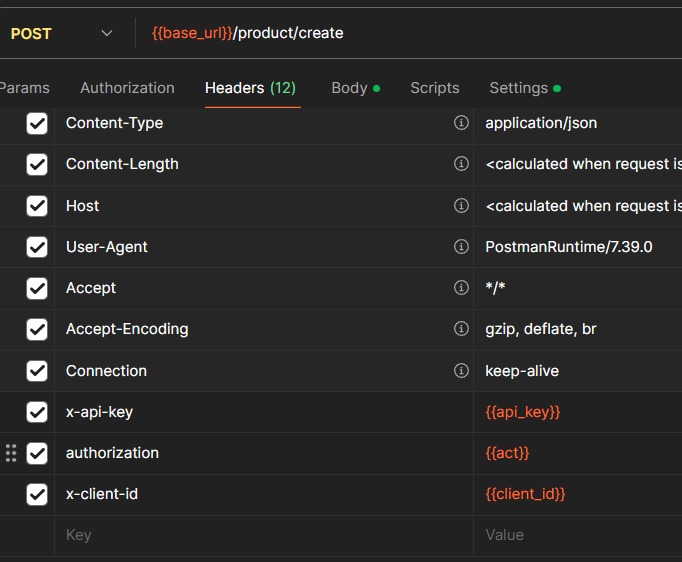 POST {{base_url}}/product/create
Params Authorization Headers (12) Body Scripts Settings
Content-Type application/json
Content-Length <calculated when request is
Host <calculated when request is
User-Agent PostmanRuntime/7.39.0
Accept */*
Accept-Encoding gzip, deflate, br
Connection keep-alive
x-api-key {{api_key}}
authorization {{act}}
x-client-id {{client_id}}
Key Value